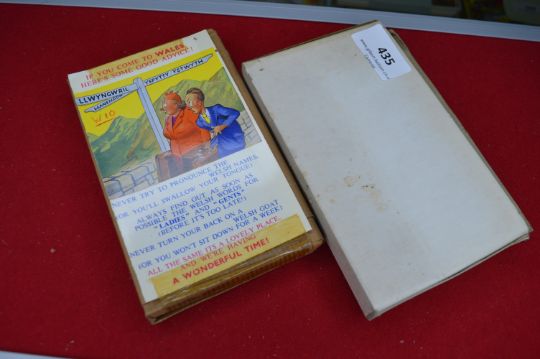 IF YOU COME TO WALES
HERE'S SOME GOOD ADVICE!
LLWYNGWRIL
YSPYTTY YSTWYTH
NEVER TRY TO PRONOUNCE THE
WELSH NAMES,
FOR YOU'LL SWALLOW YOUR TONGUE!
ALWAYS FIND OUT AS SOON AS
POSSIBLE THE WELSH WORDS FOR
"LADIES" AND "GENTS"
(BEFORE IT'S TOO LATE!)
NEVER TURN YOUR BACK ON A
WELSH GOAT
FOR YOU WON'T SIT DOWN FOR A WEEK!
ALL THE SAME IT'S A LOVELY PLACE,
AND WE'RE HAVING
A WONDERFUL TIME!
435